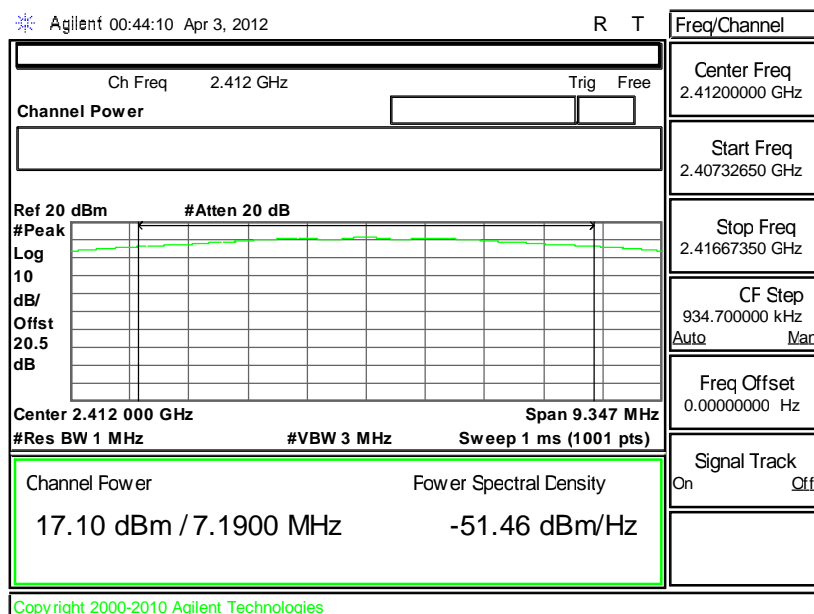 Agilent 00:44:10 Apr 3, 2012 R T
Freq/Channel
Ch Freq 2.412 GHz Trig Free
Channel Power
Center Freq
2.41200000 GHz
Start Freq
2.40732650 GHz
Stop Freq
2.41667350 GHz
CF Step
934.700000 kHz
Auto Man
Freq Offset
0.00000000 Hz
Signal Track
On Off
Ref 20 dBm #Atten 20 dB
#Peak
Log
10
dB/
Offst
20.5
dB
Center 2.412 000 GHz Span 9.347 MHz
#Res BW 1 MHz #VBW 3 MHz Sweep 1 ms (1001 pts)
Channel Fower Fower Spectral Density
17.10 dBm / 7.1900 MHz -51.46 dBm/Hz
Copyright 2000-2010 Agilent Technologies